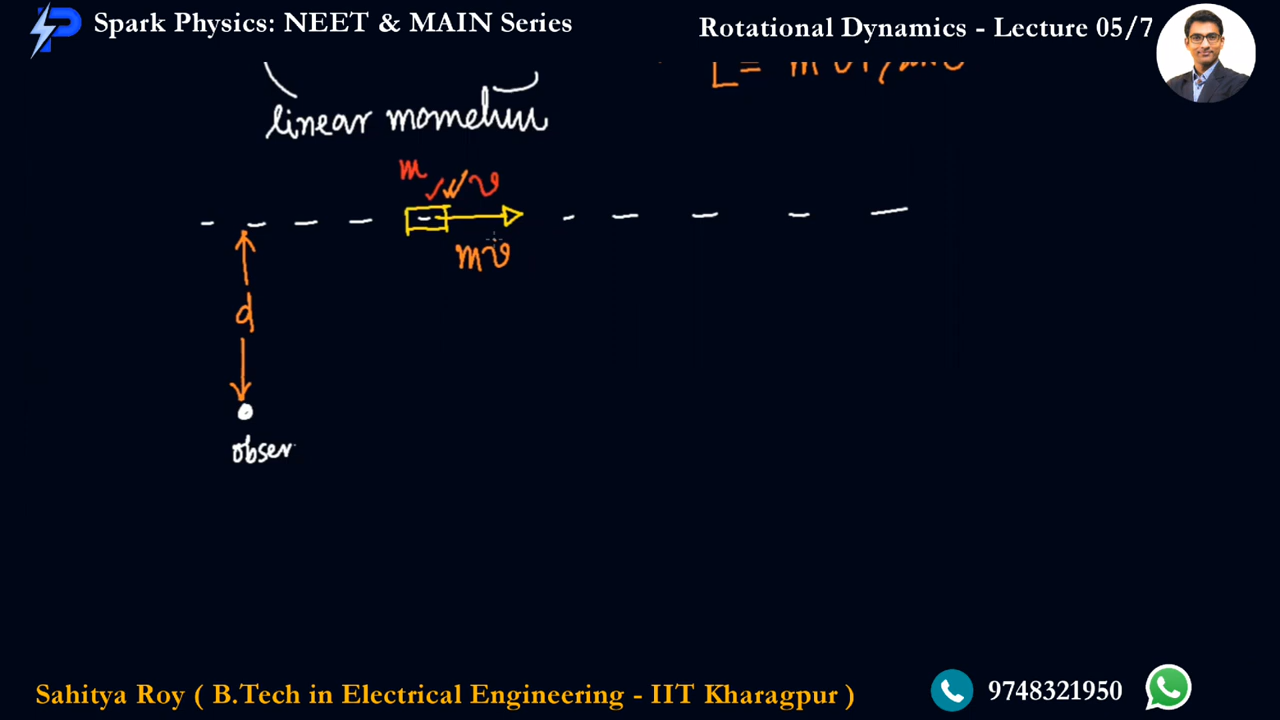 Spark Physics: NEET & MAIN Series
Rotational Dynamics - Lecture 05/7
L =
linear momentum
m v
mv
d
obser
Sahitya Roy ( B.Tech in Electrical Engineering - IIT Kharagpur )
9748321950